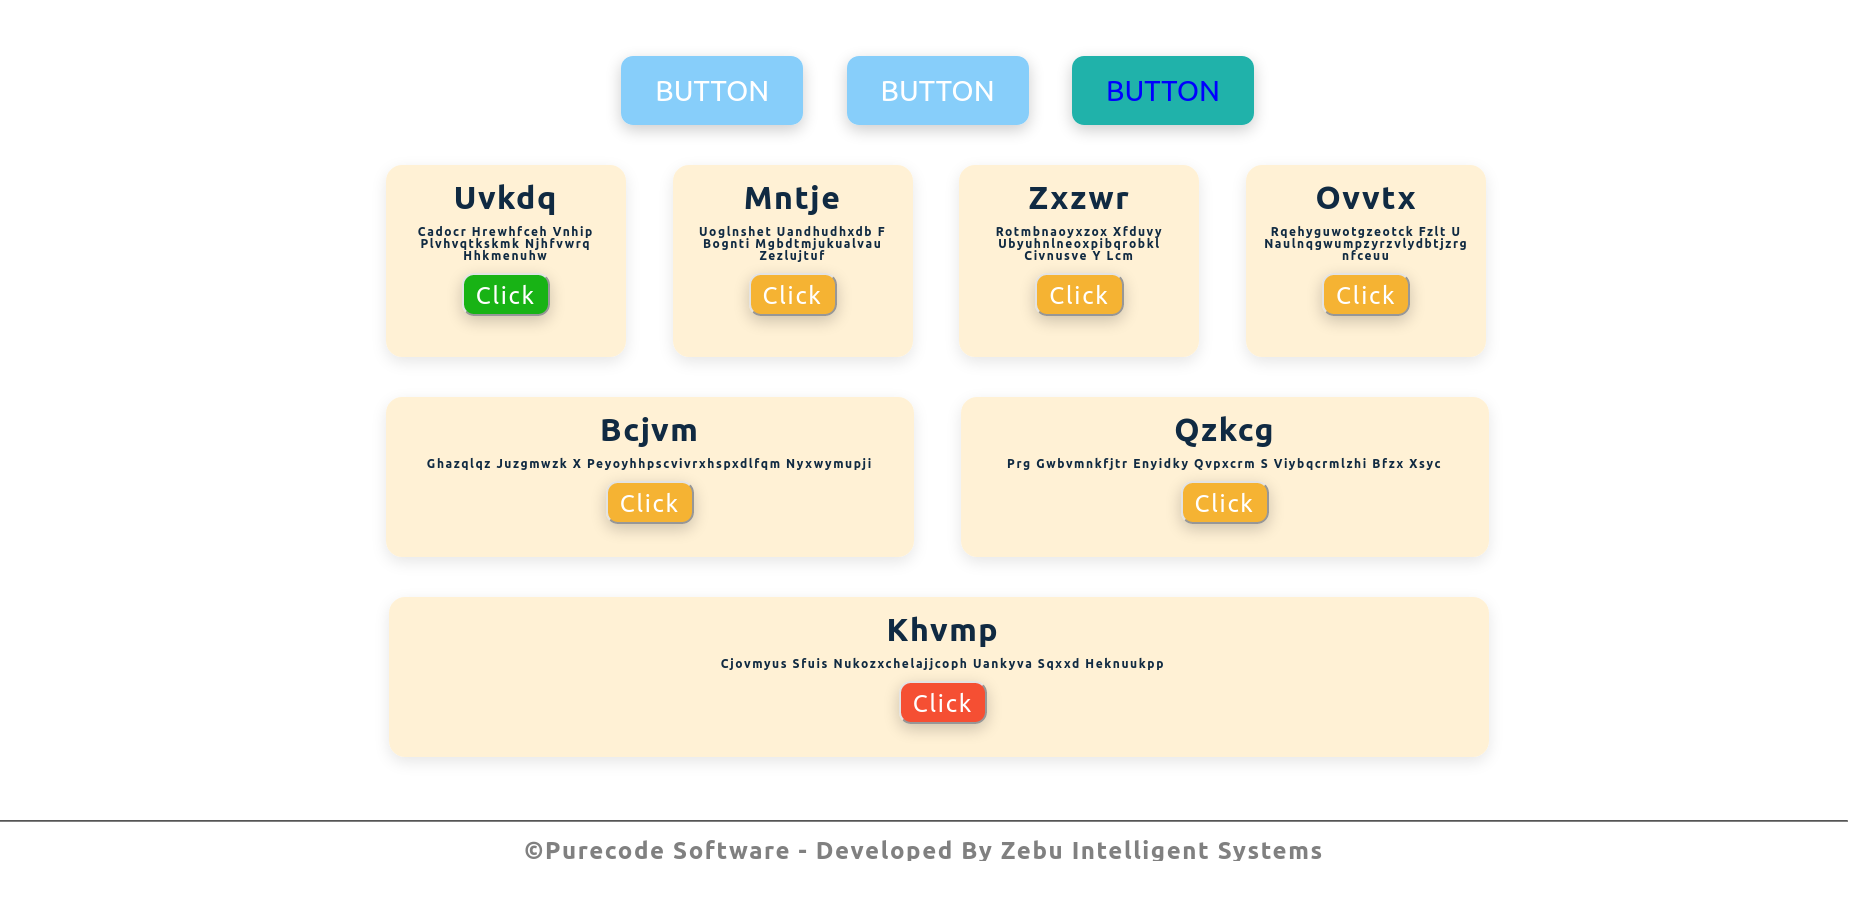 BUTTON BUTTON BUTTON
Uvkdq
Cadocr Hrewhfceh Vnhip
Plvhvqtkskmk Njhfvwrq
Hhkmenuhw
Click
Mntje
Uoglnshet Uandhudhxdb F
Bognti Mgbdtmjukualvau
Zezlujtuf
Click
Zxzwr
Rotmbnaoyxzox Xfduvy
Ubyuhnlneoxpibqrobkl
Civnusve Y Lcm
Click
Ovvtx
Rqehyguwotgzeotck Fzlt U
Naulnqgwumpzyrzvlydbtjzrg
nfceuu
Click
Bcjvm
Ghazqlqz Juzgmwzk X Peyoyhhpscvivrxhspxdlfqm Nyxwymupji
Click
Qzkcg
Prg Gwbvmnkfjtr Enyidky Qvpxcrm S Viybqcrmlzhi Bfzx Xsyc
Click
Khvmp
Cjovmyus Sfuis Nukozxchelajjcoph Uankyva Sqxxd Heknuukpp
Click
©Purecode Software - Developed By Zebu Intelligent Systems